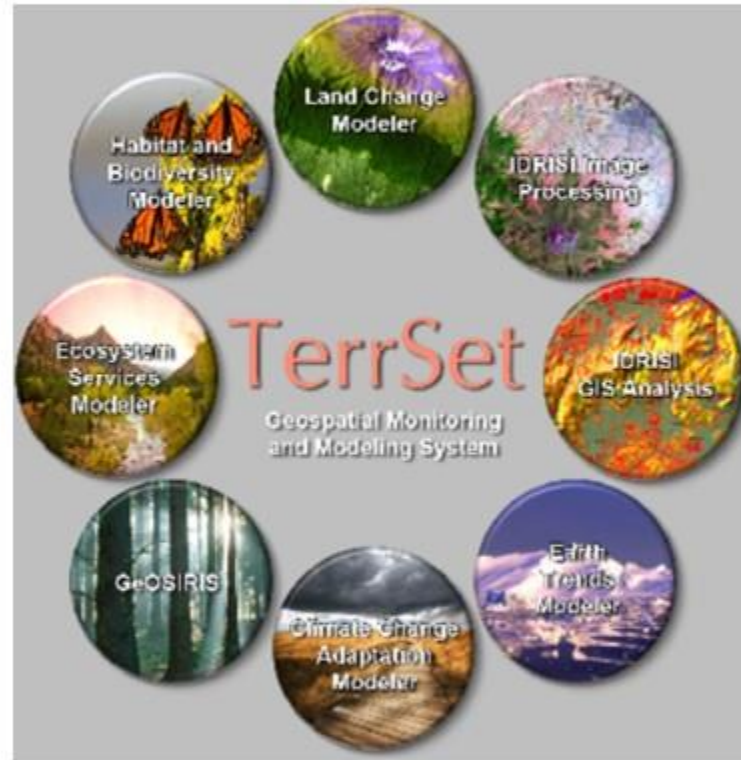 Land Change
Modeler
Habitat and
Biodiversity
Modeler
IDRISI Image
Processing
Ecosystem
Services
Modeler
TerrSet
Geospatial Monitoring
and Modeling System
IDRISI
GIS Analysis
GeOSIRIS
Climate Change
Adaptation
Modeler
Earth
Trends
Modeler